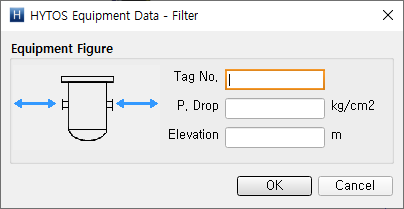 H HYTOS Equipment Data - Filter
Equipment Figure
Tag No.
P. Drop kg/cm2
Elevation m
OK Cancel